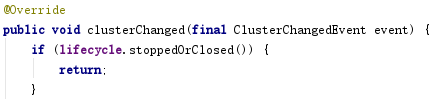 @Override
public void clusterChanged(final ClusterChangedEvent event) {
    if (lifecycle.stoppedOrClosed()) {
        return;
    }